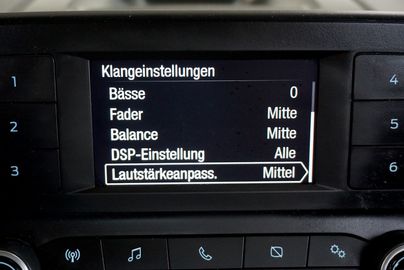 Klangeinstellungen
Bässe 0
Fader Mitte
Balance Mitte
DSP-Einstellung Alle
Lautstärkeanpass. Mittel
1
2
3
4
5
6